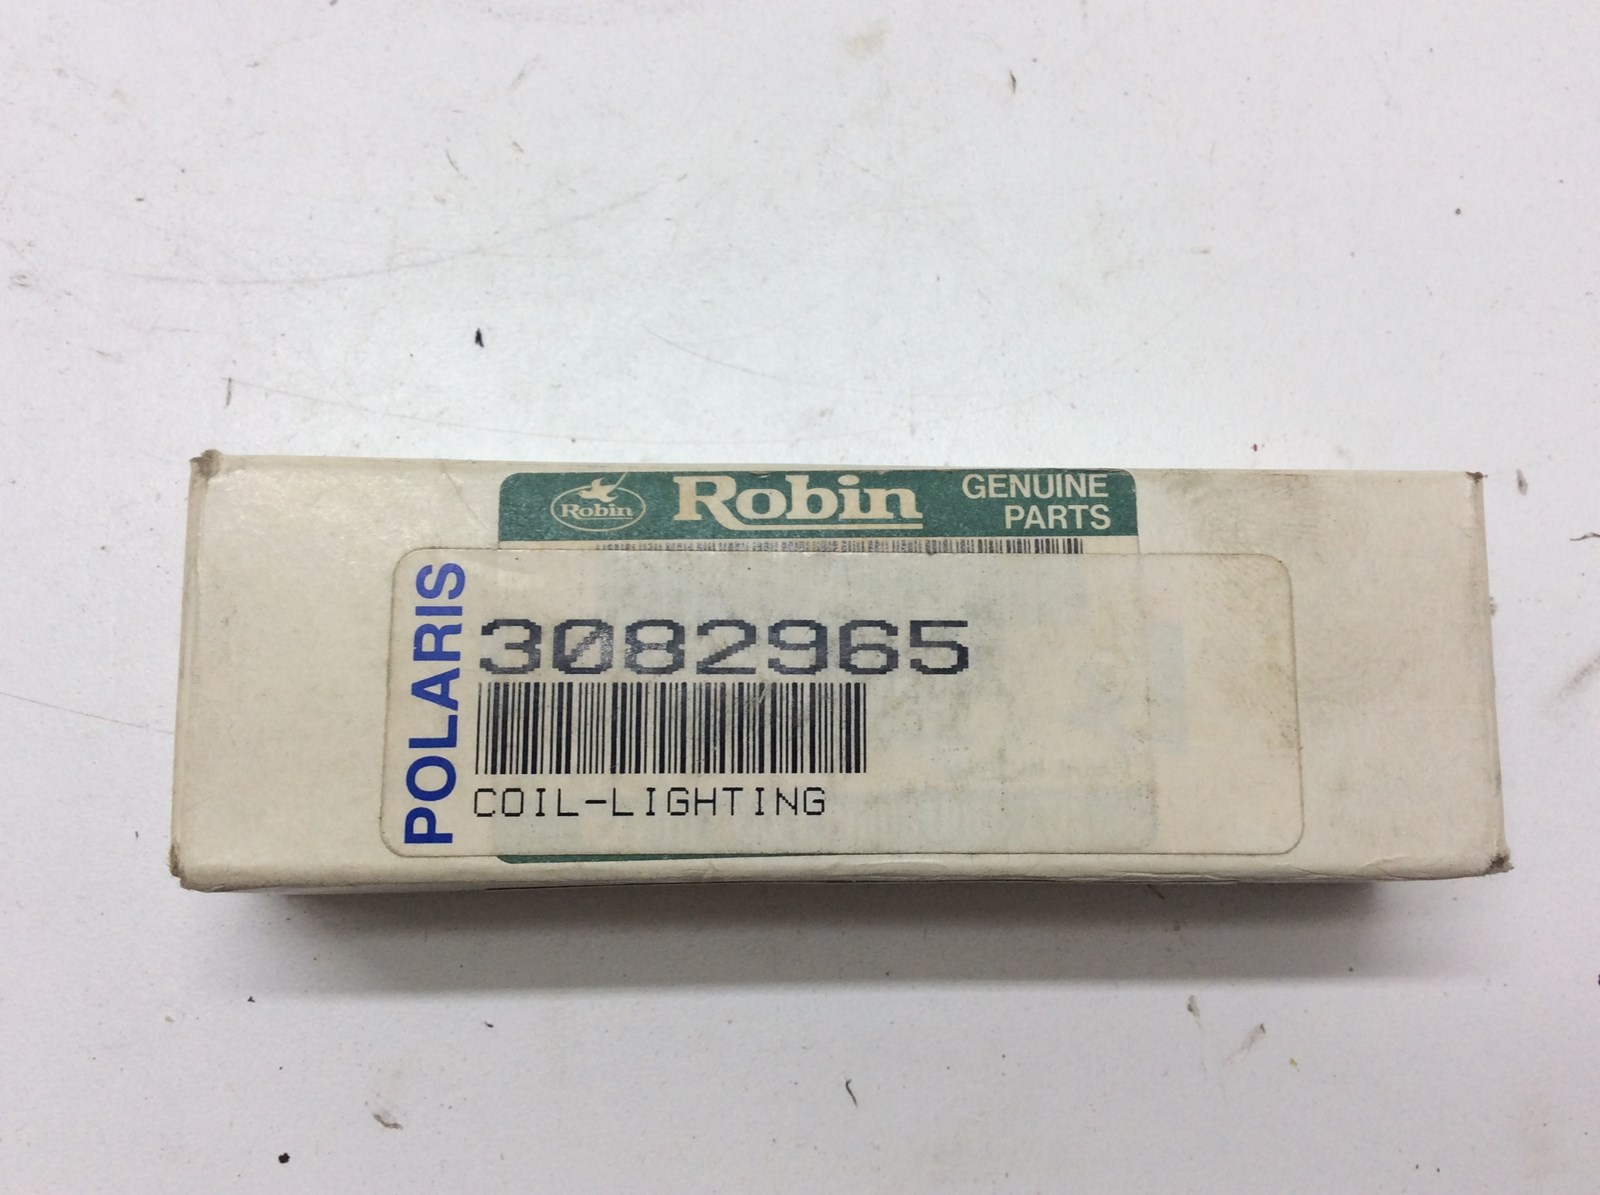 Robin
Robin
GENUINE
PARTS
POLARIS
3082965
COIL-LIGHTING